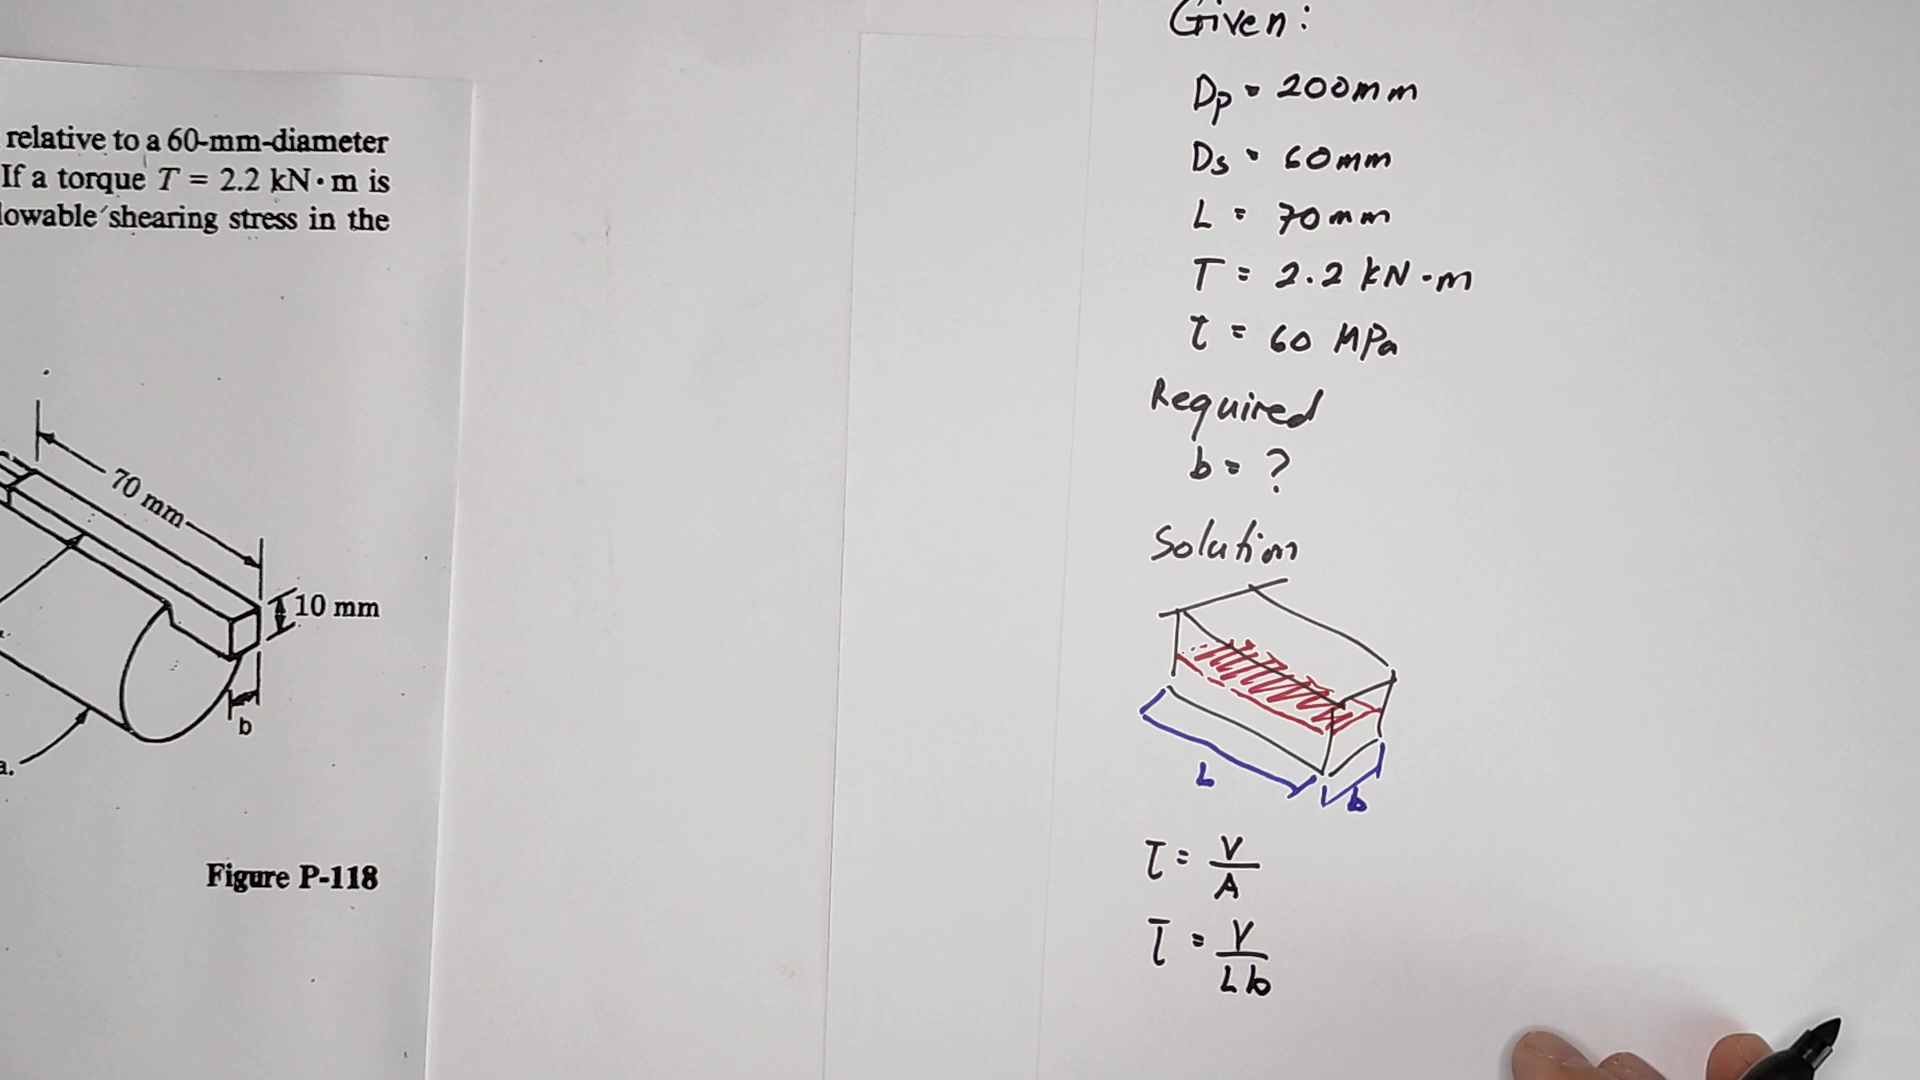 relative to a 60-mm-diameter
If a torque T = 2.2 kN·m is
lowable shearing stress in the
70 mm
10 mm
b
a.
Figure P-118
Given:
Dp = 200mm
Ds = 60mm
L = 70mm
T = 2.2 kN-m
τ = 60 MPa
Required
b = ?
Solution
L
b
τ = V/A
τ = V/Lb